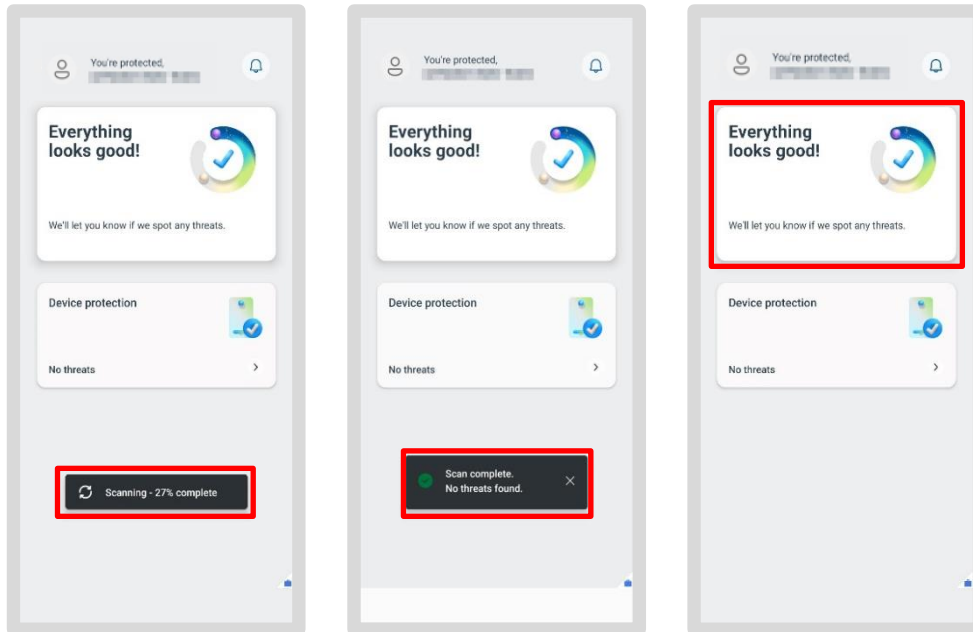 You're protected,
Everything
looks good!
We'll let you know if we spot any threats.
Device protection
No threats
Scanning - 27% complete
You're protected,
Everything
looks good!
We'll let you know if we spot any threats.
Device protection
No threats
Scan complete.
No threats found.
You're protected,
Everything
looks good!
We'll let you know if we spot any threats.
Device protection
No threats